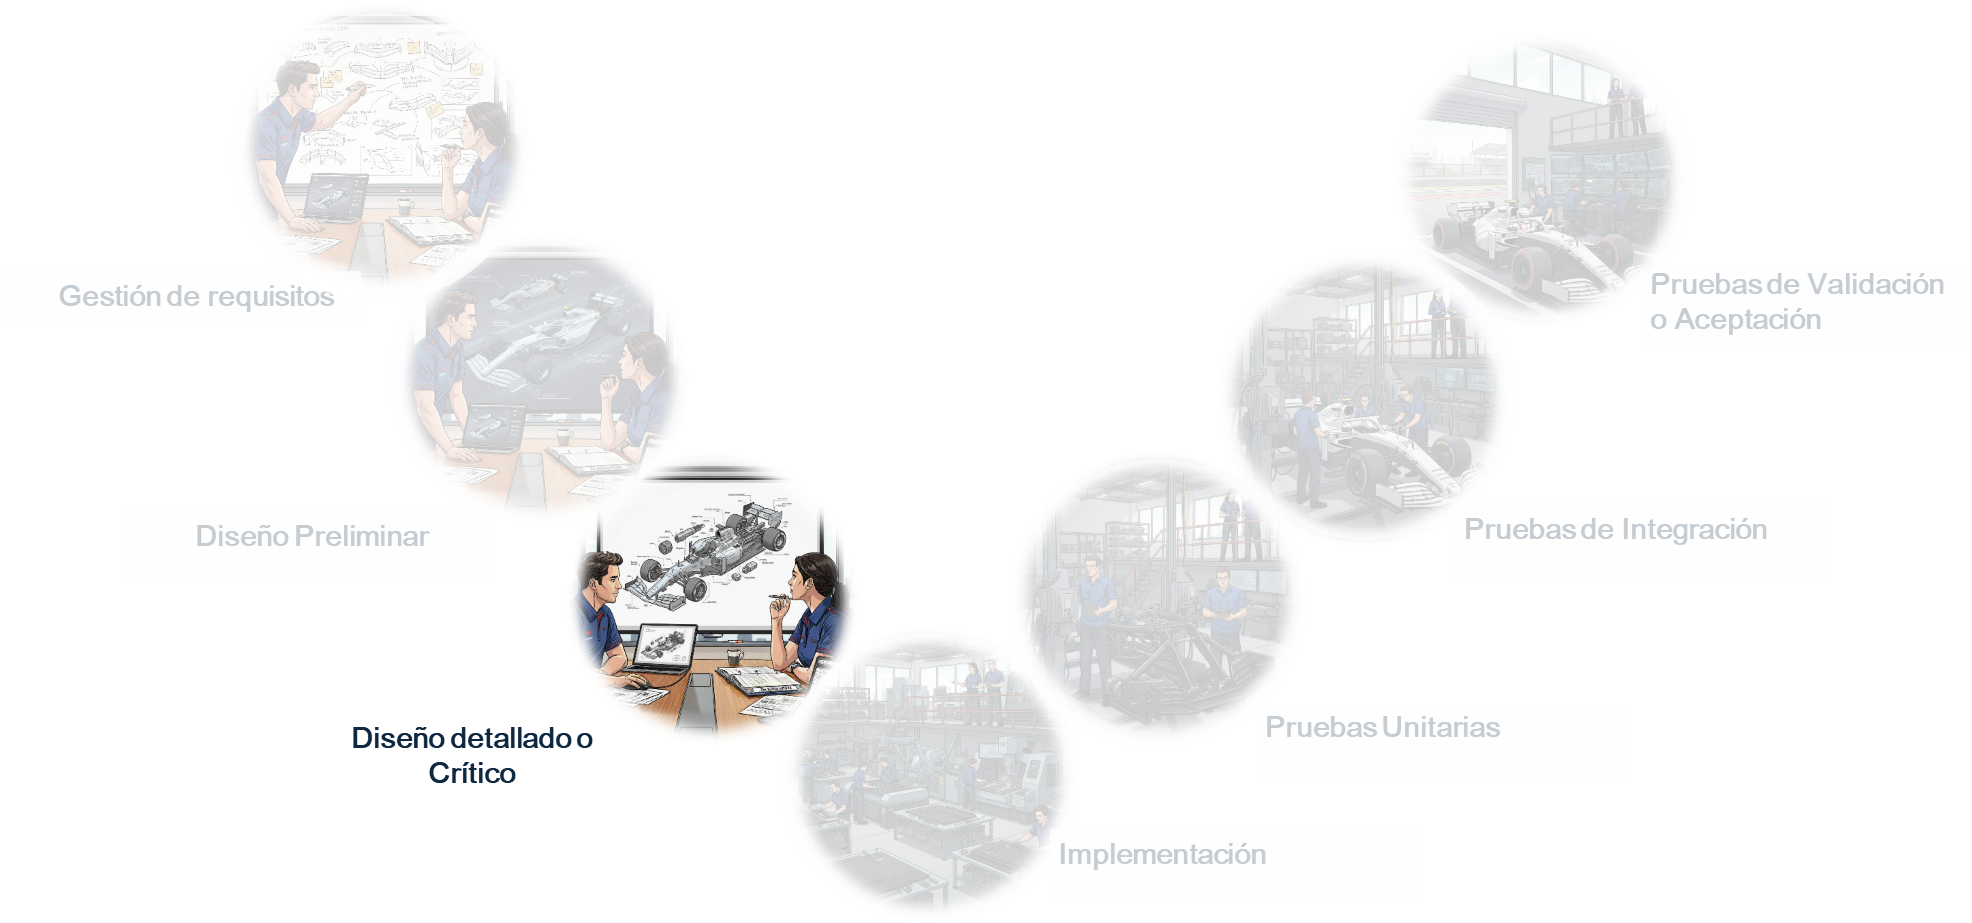 Gestión de requisitos
Diseño Preliminar
Diseño detallado o
Crítico
Implementación
Pruebas Unitarias
Pruebas de Integración
Pruebas de Validación
o Aceptación